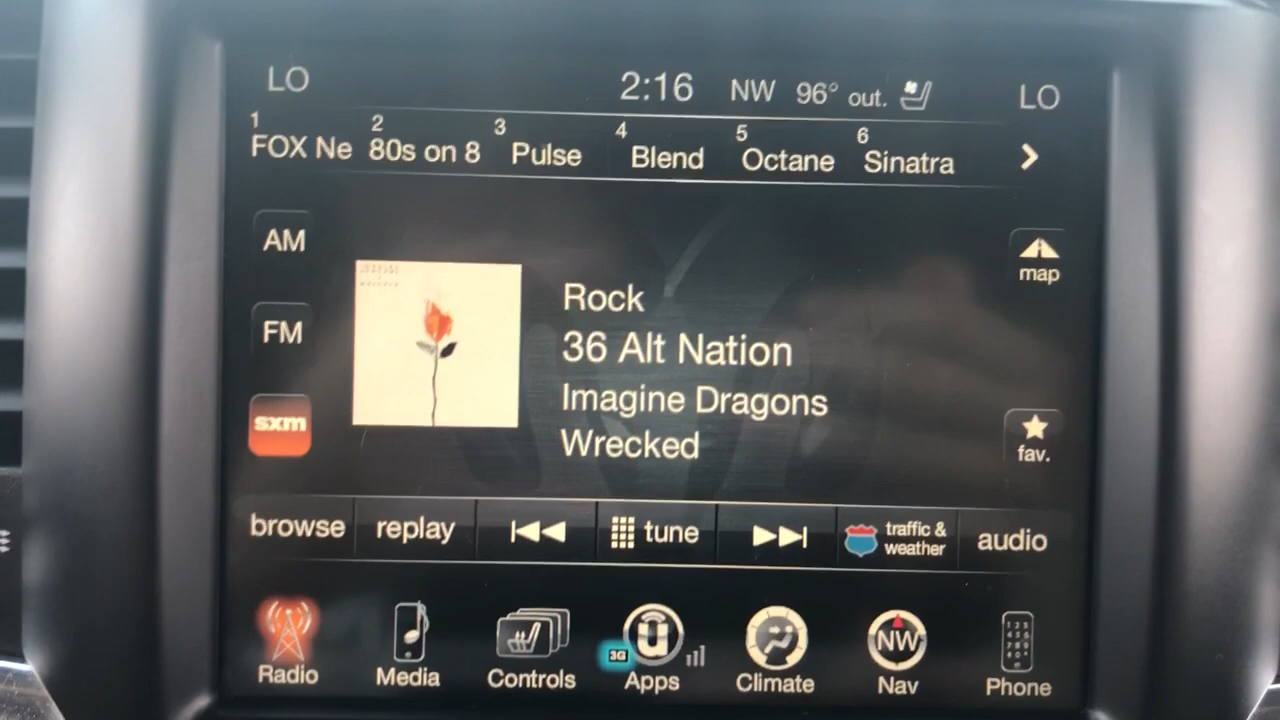 LO 2:16 NW 96° out. LO
1 2 3 4 5 6
FOX Ne 80s on 8 Pulse Blend Octane Sinatra
AM
map
Rock
FM
36 Alt Nation
Imagine Dragons
sxm
Wrecked
fav.
browse replay tune traffic & weather audio
3G u NW
Radio Media Controls Apps Climate Nav Phone